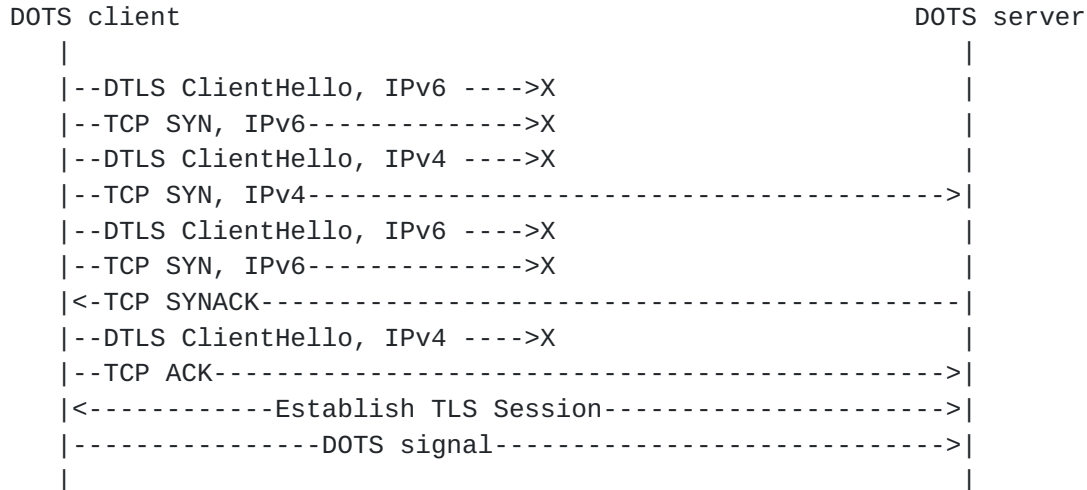 DOTS client                                               DOTS server
   |                                                         |
   |--DTLS ClientHello, IPv6 ---->X                          |
   |--TCP SYN, IPv6-------------->X                          |
   |--DTLS ClientHello, IPv4 ---->X                          |
   |--TCP SYN, IPv4----------------------------------------->|
   |--DTLS ClientHello, IPv6 ---->X                          |
   |--TCP SYN, IPv6-------------->X                          |
   |<-TCP SYNACK---------------------------------------------|
   |--DTLS ClientHello, IPv4 ---->X                          |
   |--TCP ACK----------------------------------------------->|
   |<------------Establish TLS Session---------------------->|
   |----------------DOTS signal----------------------------->|
   |                                                         |